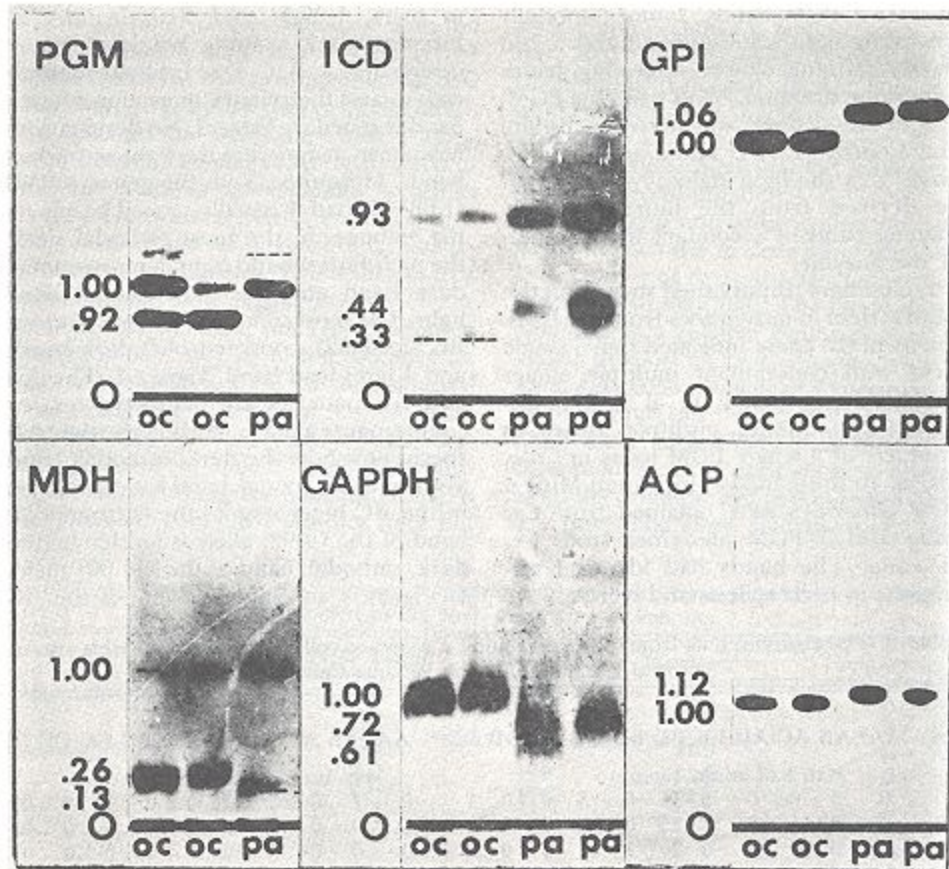 PGM
1.00
.92
O
oc oc pa
ICD
.93
.44
.33
O
oc oc pa pa
GPI
1.06
1.00
O
oc oc pa pa
MDH
1.00
.26
.13
O
oc oc pa
GAPDH
1.00
.72
.61
O
oc oc pa pa
ACP
1.12
1.00
O
oc oc pa pa